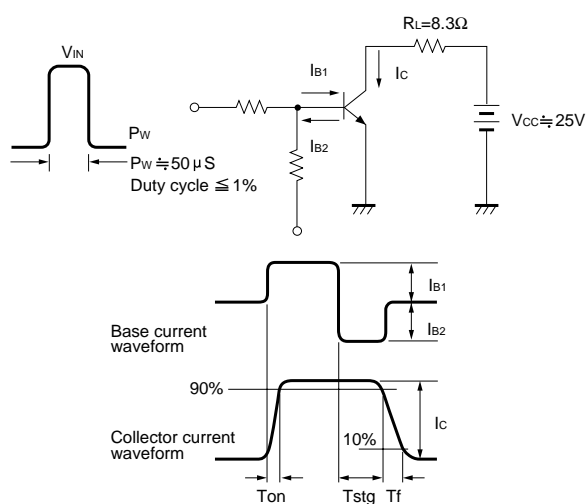 RL=8.3Ω
VIN
IB1
IC
VCC≒25V
PW
IB2
PW≒50μS
Duty cycle≦1%
IB1
IB2
Base current
waveform
90%
IC
Collector current
waveform
10%
Ton
Tstg
Tf